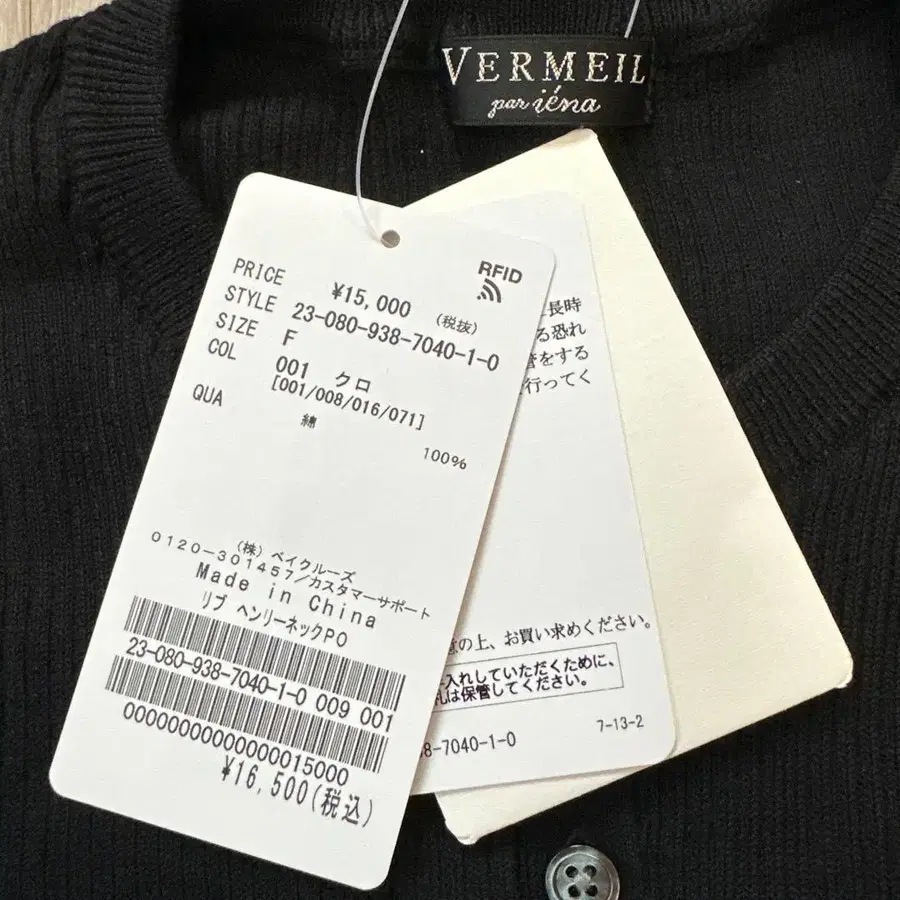 VERMEIL
par iéna
RFID
PRICE ¥15,000 (税抜)
STYLE 23-080-938-7040-1-0
SIZE F
COL 001 クロ
[001/008/016/071]
QUA 綿 100%
(株) ベイクルーズ
0120-301457/カスタマーサポート
Made in China
リブ ヘンリーネックPO
23-080-938-7040-1-0 009 001
0000000000000015000
¥16,500(税込)
長時
る恐れ
をする
行ってく
の上、お買い求めください。
入れしていただくために、
は保管してください。
8-7040-1-0 7-13-2